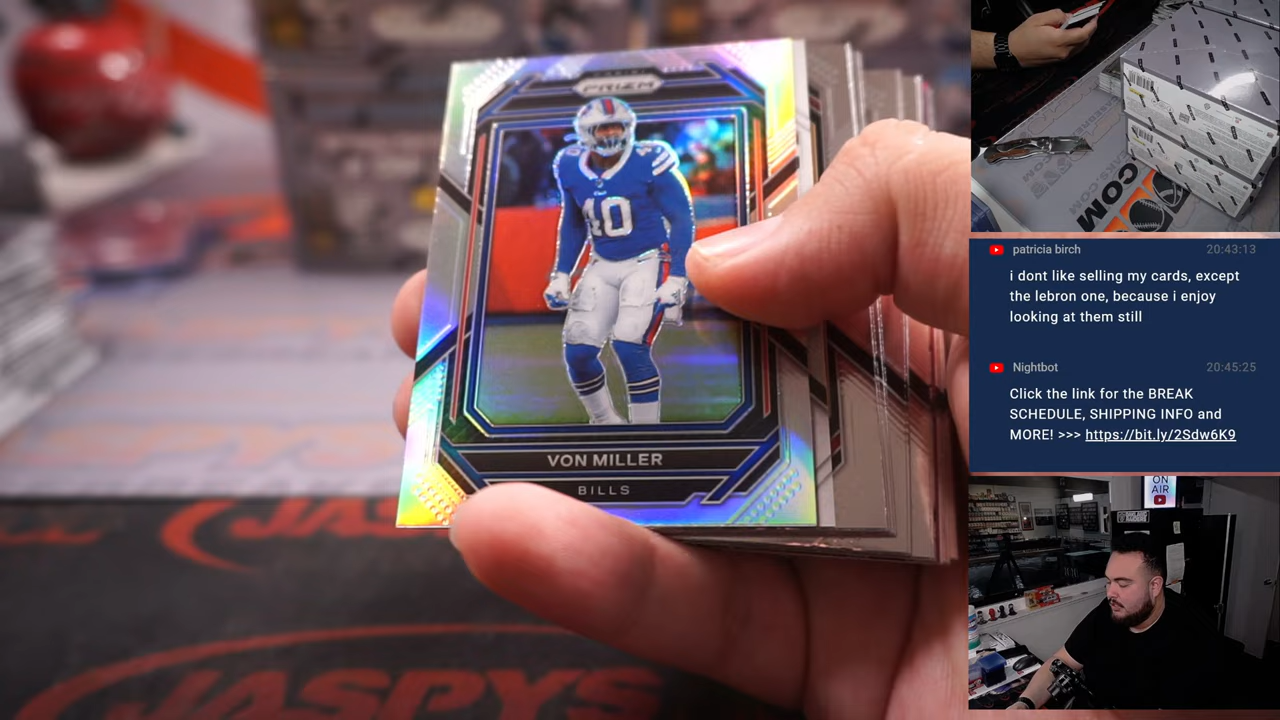 PRIZM
40
VON MILLER
BILLS
JASPYS
COM
patricia birch 20:43:13
i dont like selling my cards, except
the lebron one, because i enjoy
looking at them still
Nightbot 20:45:25
Click the link for the BREAK
SCHEDULE, SHIPPING INFO and
MORE! >>> https://bit.ly/2Sdw6K9
ON
AIR